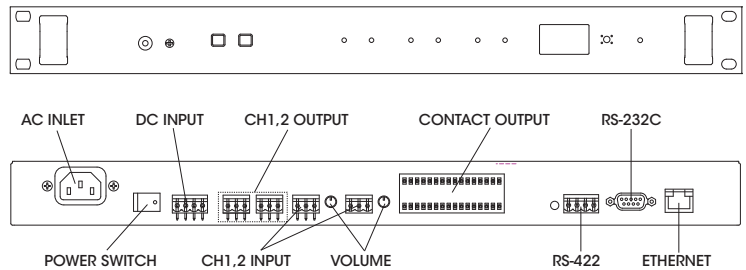 AC INLET
DC INPUT
CH1,2 OUTPUT
CONTACT OUTPUT
RS-232C
POWER SWITCH
CH1,2 INPUT
VOLUME
RS-422
ETHERNET